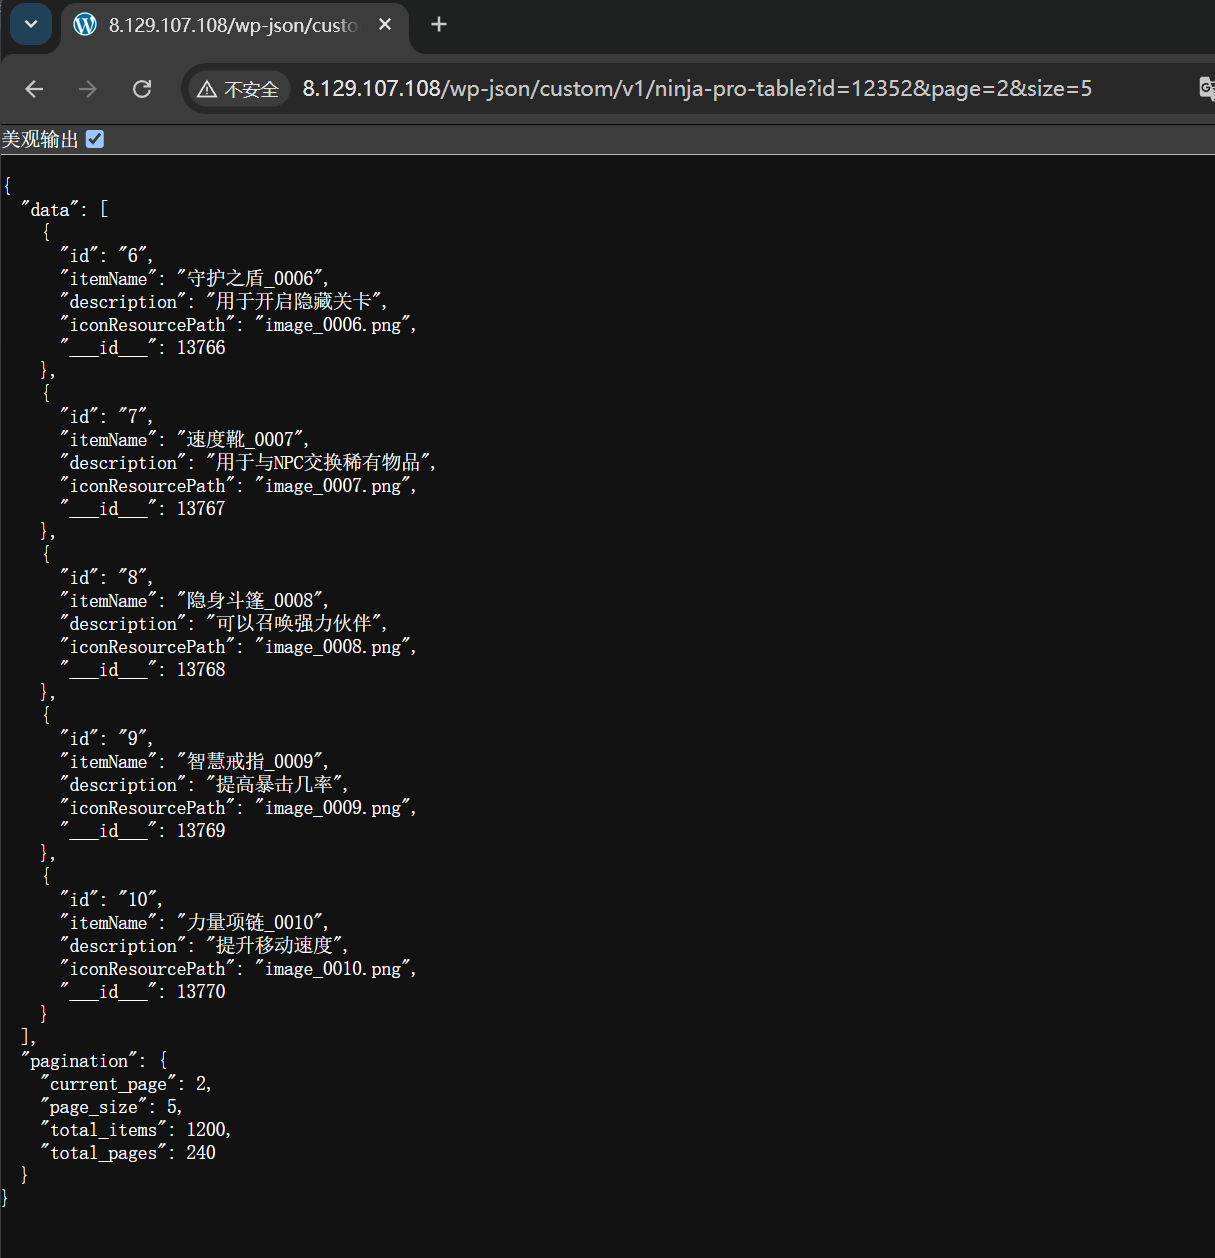 8.129.107.108/wp-json/custo
不安全
8.129.107.108/wp-json/custom/v1/ninja-pro-table?id=12352&page=2&size=5
美观输出
{
  "data": [
    {
      "id": "6",
      "itemName": "守护之盾_0006",
      "description": "用于开启隐藏关卡",
      "iconResourcePath": "image_0006.png",
      "___id___": 13766
    },
    {
      "id": "7",
      "itemName": "速度靴_0007",
      "description": "用于与NPC交换稀有物品",
      "iconResourcePath": "image_0007.png",
      "___id___": 13767
    },
    {
      "id": "8",
      "itemName": "隐身斗篷_0008",
      "description": "可以召唤强力伙伴",
      "iconResourcePath": "image_0008.png",
      "___id___": 13768
    },
    {
      "id": "9",
      "itemName": "智慧戒指_0009",
      "description": "提高暴击几率",
      "iconResourcePath": "image_0009.png",
      "___id___": 13769
    },
    {
      "id": "10",
      "itemName": "力量项链_0010",
      "description": "提升移动速度",
      "iconResourcePath": "image_0010.png",
      "___id___": 13770
    }
  ],
  "pagination": {
    "current_page": 2,
    "page_size": 5,
    "total_items": 1200,
    "total_pages": 240
  }
}